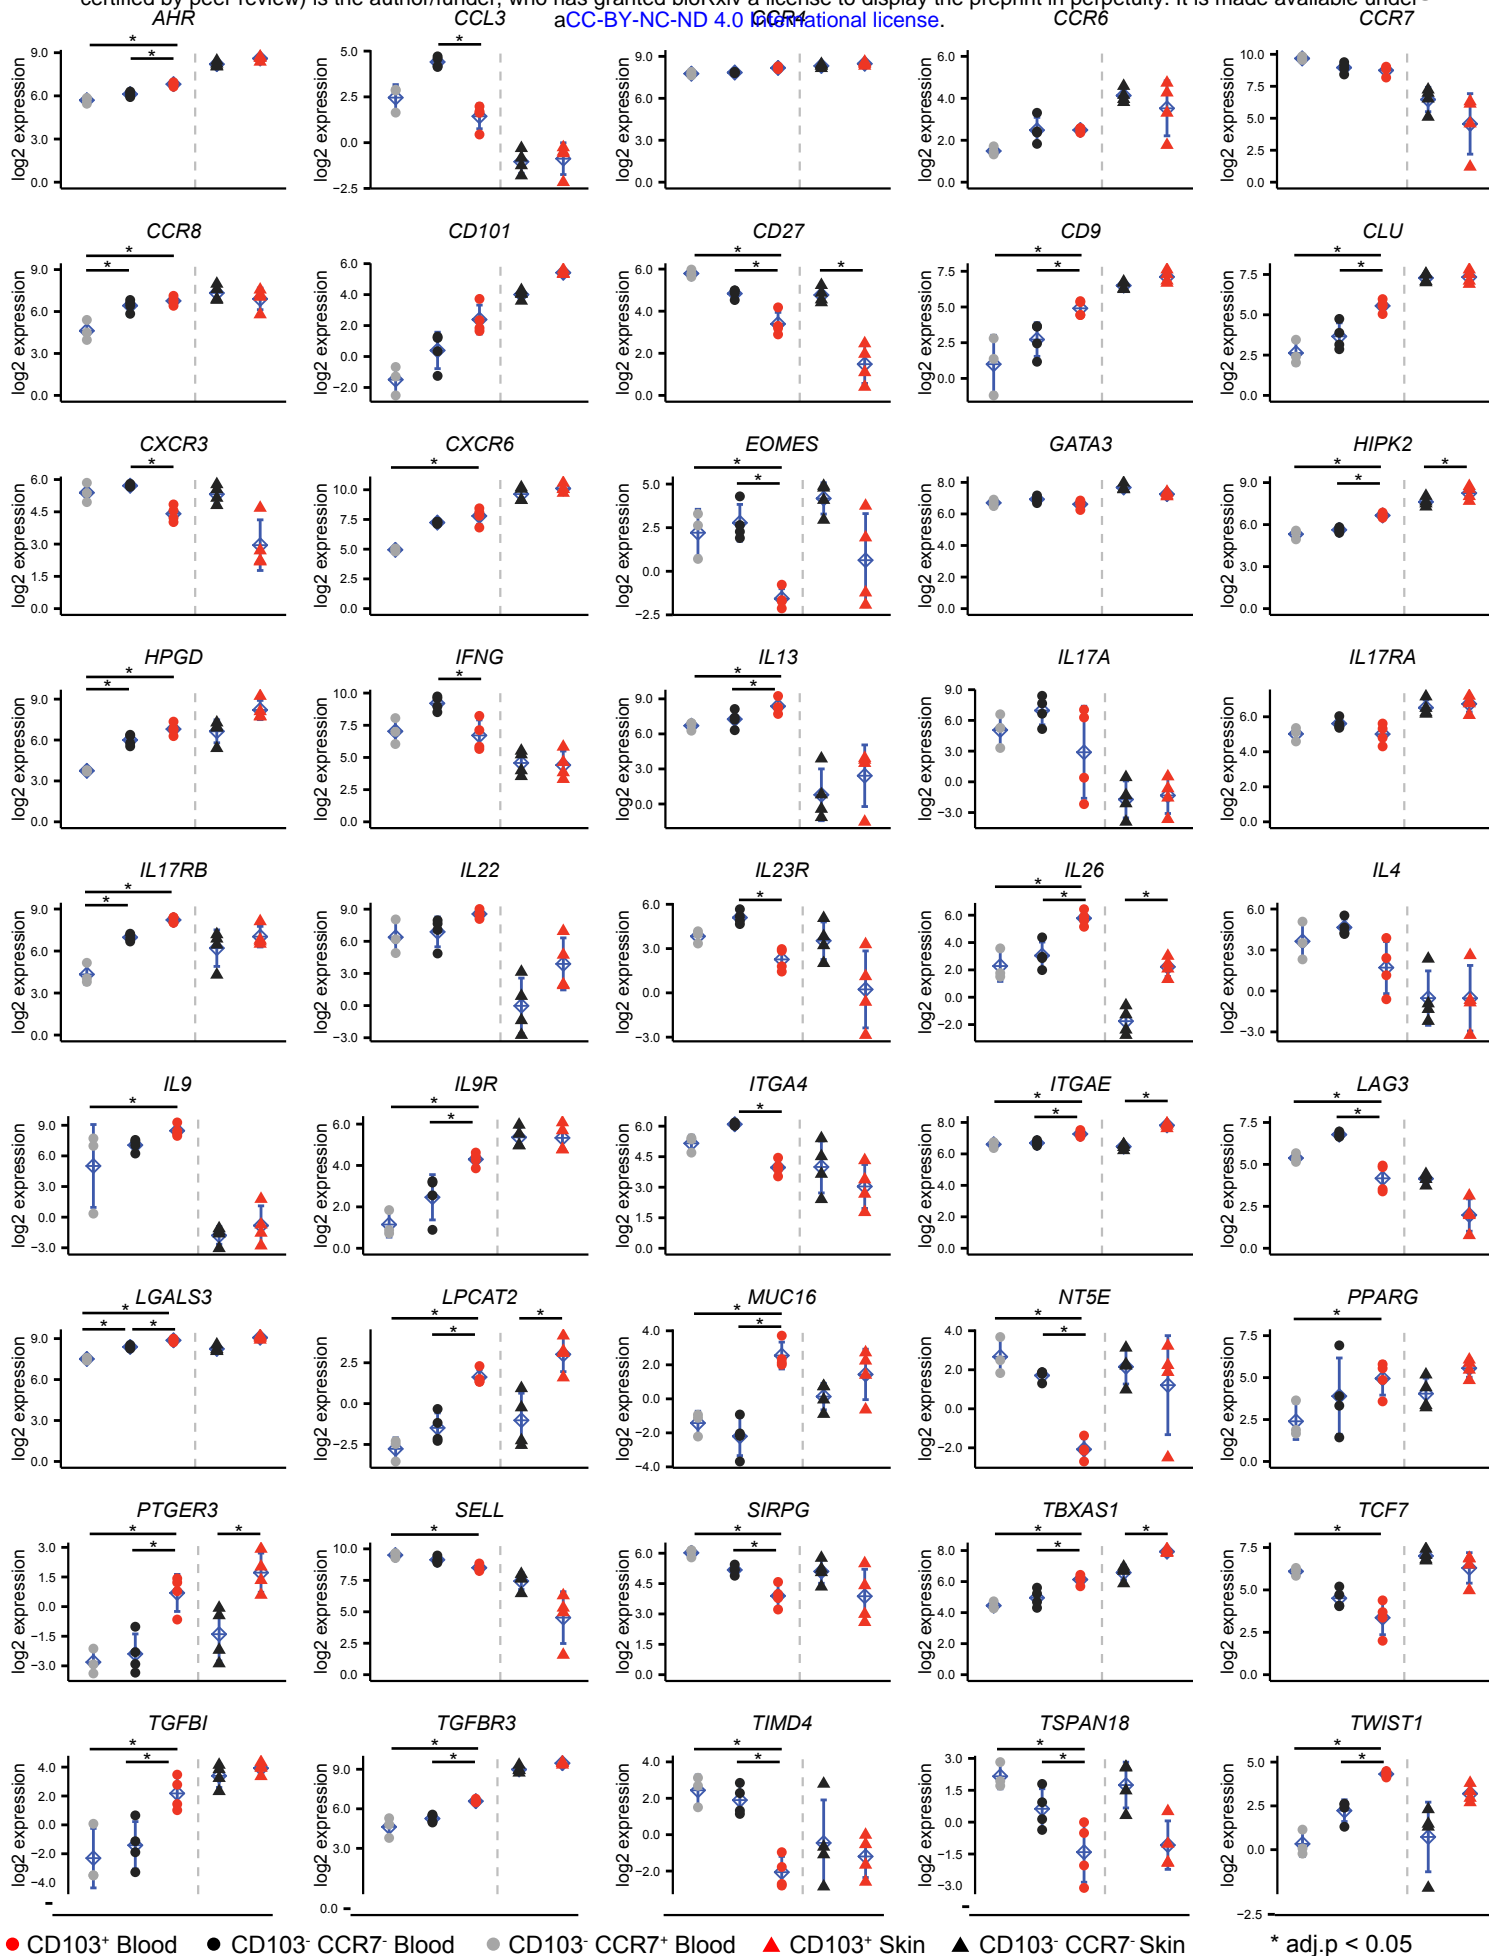 certified by peer review) is the author/funder, who has granted bioRxiv a license to display the preprint in perpetuity. It is made available under
aCC-BY-NC-ND 4.0 International license.
AHR CCL3 CCR4 CCR6 CCR7
CCR8 CD101 CD27 CD9 CLU
CXCR3 CXCR6 EOMES GATA3 HIPK2
HPGD IFNG IL13 IL17A IL17RA
IL17RB IL22 IL23R IL26 IL4
IL9 IL9R ITGA4 ITGAE LAG3
LGALS3 LPCAT2 MUC16 NT5E PPARG
PTGER3 SELL SIRPG TBXAS1 TCF7
TGFBI TGFBR3 TIMD4 TSPAN18 TWIST1
log2 expression
CD103+ Blood CD103- CCR7- Blood CD103- CCR7+ Blood CD103+ Skin CD103- CCR7- Skin * adj.p < 0.05